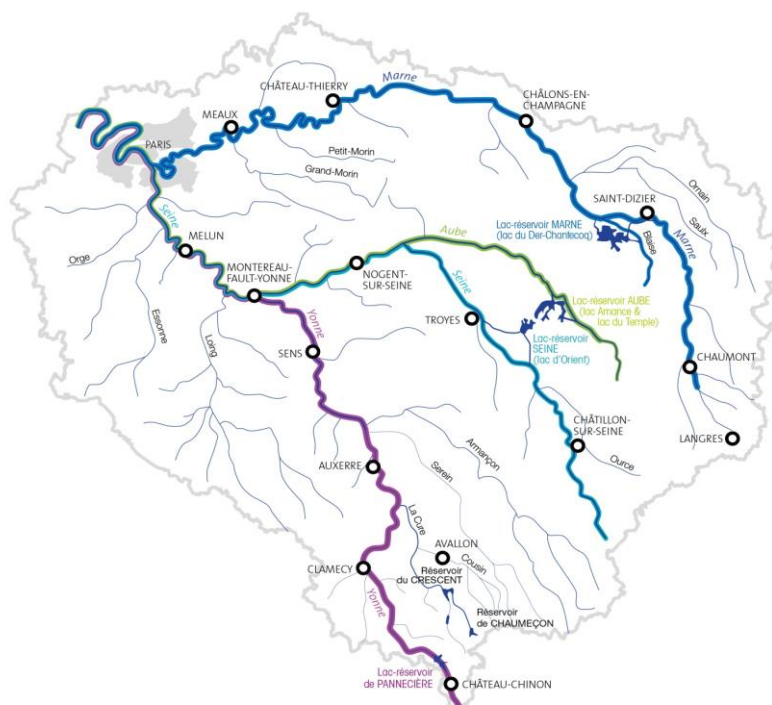 Marne
CHÂTEAU-THIERRY
CHÂLONS-EN-
CHAMPAGNE
MEAUX
PARIS
Petit-Morin
Grand-Morin
Ornain
Saulx
SAINT-DIZIER
Lac-réservoir MARNE
(lac du Der-Chantecoq)
Blaise
Marne
Seine
MELUN
Orge
Aube
MONTEREAU-
FAULT-YONNE
NOGENT-
SUR-SEINE
Seine
Lac-réservoir AUBE
(lac Amance &
lac du Temple)
TROYES
Lac-réservoir
SEINE
(lac d'Orient)
Essonne
Loing
Yonne
SENS
CHAUMONT
CHÂTILLON-
SUR-SEINE
LANGRES
Ource
Armançon
Serein
AUXERRE
La Cure
AVALLON
Cousin
CLAMECY
Réservoir
du CRESCENT
Yonne
Réservoir
de CHAUMEÇON
Lac-réservoir
de PANNECIÈRE
CHÂTEAU-CHINON